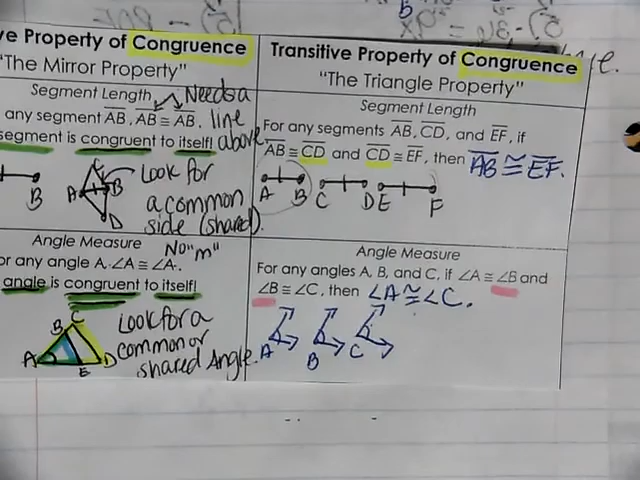 ve Property of Congruence
"The Mirror Property"
Segment Length
Needs a
any segment AB, AB ≅ AB.
line
segment is congruent to itself!
above
B
C
A
B
D
Look for
a common
side (shared).
Angle Measure
No "m"
or any angle A, ∠A ≅ ∠A.
angle is congruent to itself!
A
B
C
D
E
Look for a
common or
shared Angle.
Transitive Property of Congruence
"The Triangle Property"
Segment Length
For any segments AB, CD, and EF, if
AB ≅ CD and CD ≅ EF, then AB ≅ EF.
A B C D E F
Angle Measure
For any angles A, B, and C, if ∠A ≅ ∠B and
∠B ≅ ∠C, then ∠A ≅ ∠C.
A B C